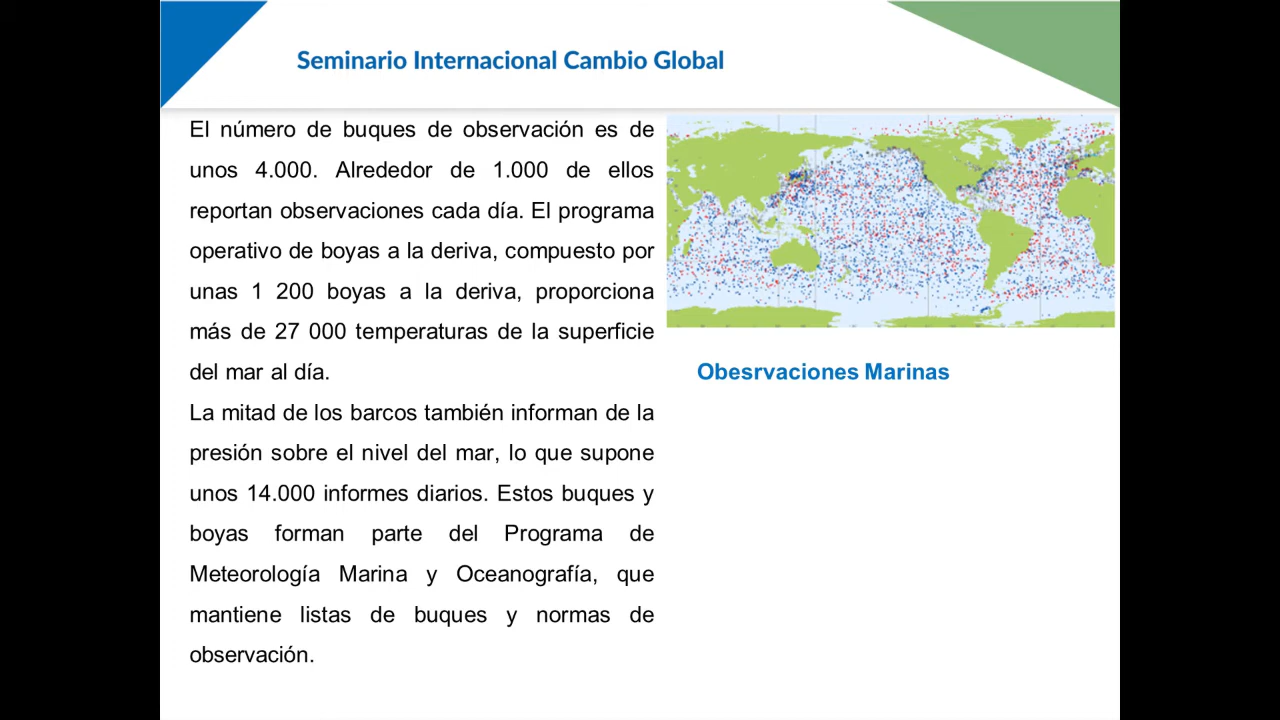 Seminario Internacional Cambio Global
El número de buques de observación es de
unos 4.000. Alrededor de 1.000 de ellos
reportan observaciones cada día. El programa
operativo de boyas a la deriva, compuesto por
unas 1 200 boyas a la deriva, proporciona
más de 27 000 temperaturas de la superficie
del mar al día.
La mitad de los barcos también informan de la
presión sobre el nivel del mar, lo que supone
unos 14.000 informes diarios. Estos buques y
boyas forman parte del Programa de
Meteorología Marina y Oceanografía, que
mantiene listas de buques y normas de
observación.
Obesrvaciones Marinas